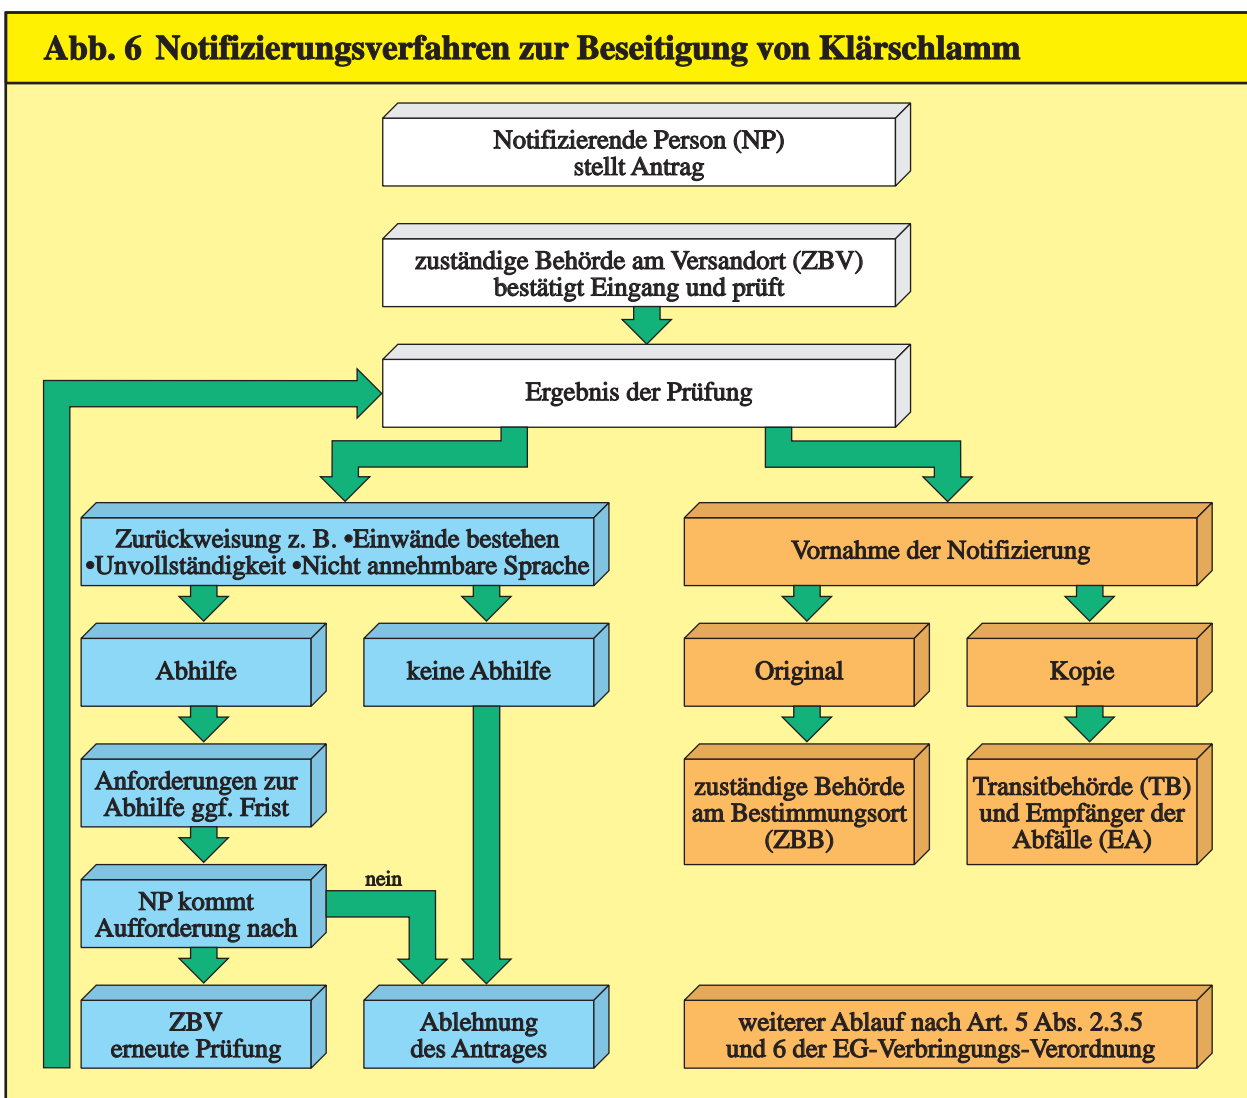 Abb. 6 Notifizierungsverfahren zur Beseitigung von Klärschlamm
Notifizierende Person (NP)
stellt Antrag
zuständige Behörde am Versandort (ZBV)
bestätigt Eingang und prüft
Ergebnis der Prüfung
Zurückweisung z. B. •Einwände bestehen
•Unvollständigkeit •Nicht annehmbare Sprache
Vornahme der Notifizierung
Abhilfe
keine Abhilfe
Original
Kopie
Anforderungen zur
Abhilfe ggf. Frist
zuständige Behörde
am Bestimmungsort
(ZBB)
Transitbehörde (TB)
und Empfänger der
Abfälle (EA)
NP kommt
Aufforderung nach
nein
ZBV
erneute Prüfung
Ablehnung
des Antrages
weiterer Ablauf nach Art. 5 Abs. 2.3.5
und 6 der EG-Verbringungs-Verordnung